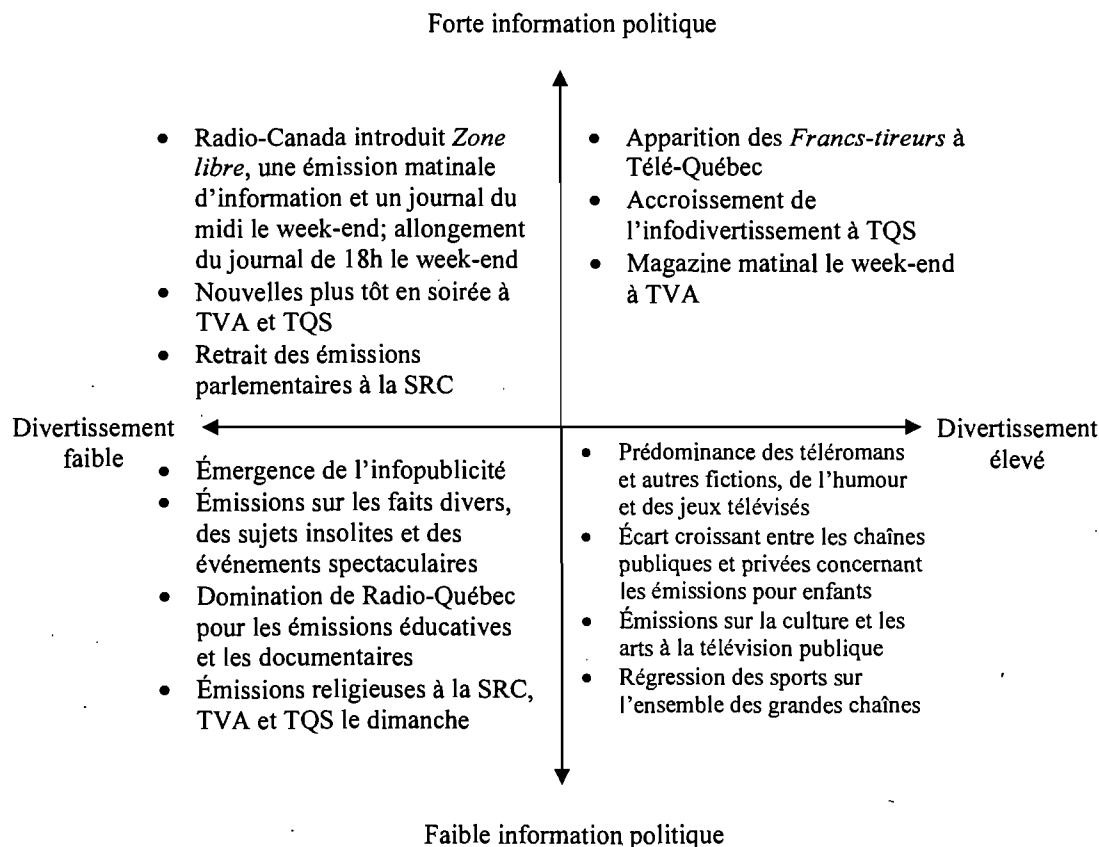 Forte information politique
• Radio-Canada introduit Zone
libre, une émission matinale
d'information et un journal du
midi le week-end; allongement
du journal de 18h le week-end
• Nouvelles plus tôt en soirée à
TVA et TQS
• Retrait des émissions
parlementaires à la SRC
• Apparition des Francs-tireurs à
Télé-Québec
• Accroissement de
l'infodivertissement à TQS
• Magazine matinal le week-end
à TVA
Divertissement
faible
Divertissement
élevé
• Émergence de l'infopublicité
• Émissions sur les faits divers,
des sujets insolites et des
événements spectaculaires
• Domination de Radio-Québec
pour les émissions éducatives
et les documentaires
• Émissions religieuses à la SRC,
TVA et TQS le dimanche
• Prédominance des téléromans
et autres fictions, de l'humour
et des jeux télévisés
• Écart croissant entre les chaînes
publiques et privées concernant
les émissions pour enfants
• Émissions sur la culture et les
arts à la télévision publique
• Régression des sports sur
l'ensemble des grandes chaînes
Faible information politique